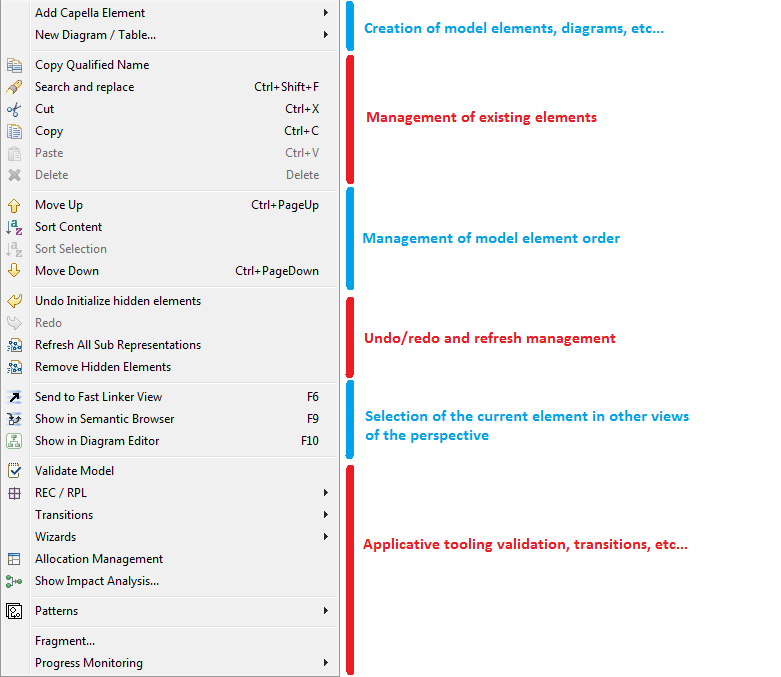 Add Capella Element
New Diagram / Table...
Creation of model elements, diagrams, etc...
Copy Qualified Name
Search and replace Ctrl+Shift+F
Cut Ctrl+X
Copy Ctrl+C
Paste Ctrl+V
Delete Delete
Management of existing elements
Move Up Ctrl+PageUp
Sort Content
Sort Selection
Move Down Ctrl+PageDown
Management of model element order
Undo Initialize hidden elements
Redo
Refresh All Sub Representations
Remove Hidden Elements
Undo/redo and refresh management
Send to Fast Linker View F6
Show in Semantic Browser F9
Show in Diagram Editor F10
Selection of the current element in other views
of the perspective
Validate Model
REC / RPL
Transitions
Wizards
Allocation Management
Show Impact Analysis...
Patterns
Fragment...
Progress Monitoring
Applicative tooling validation, transitions, etc...